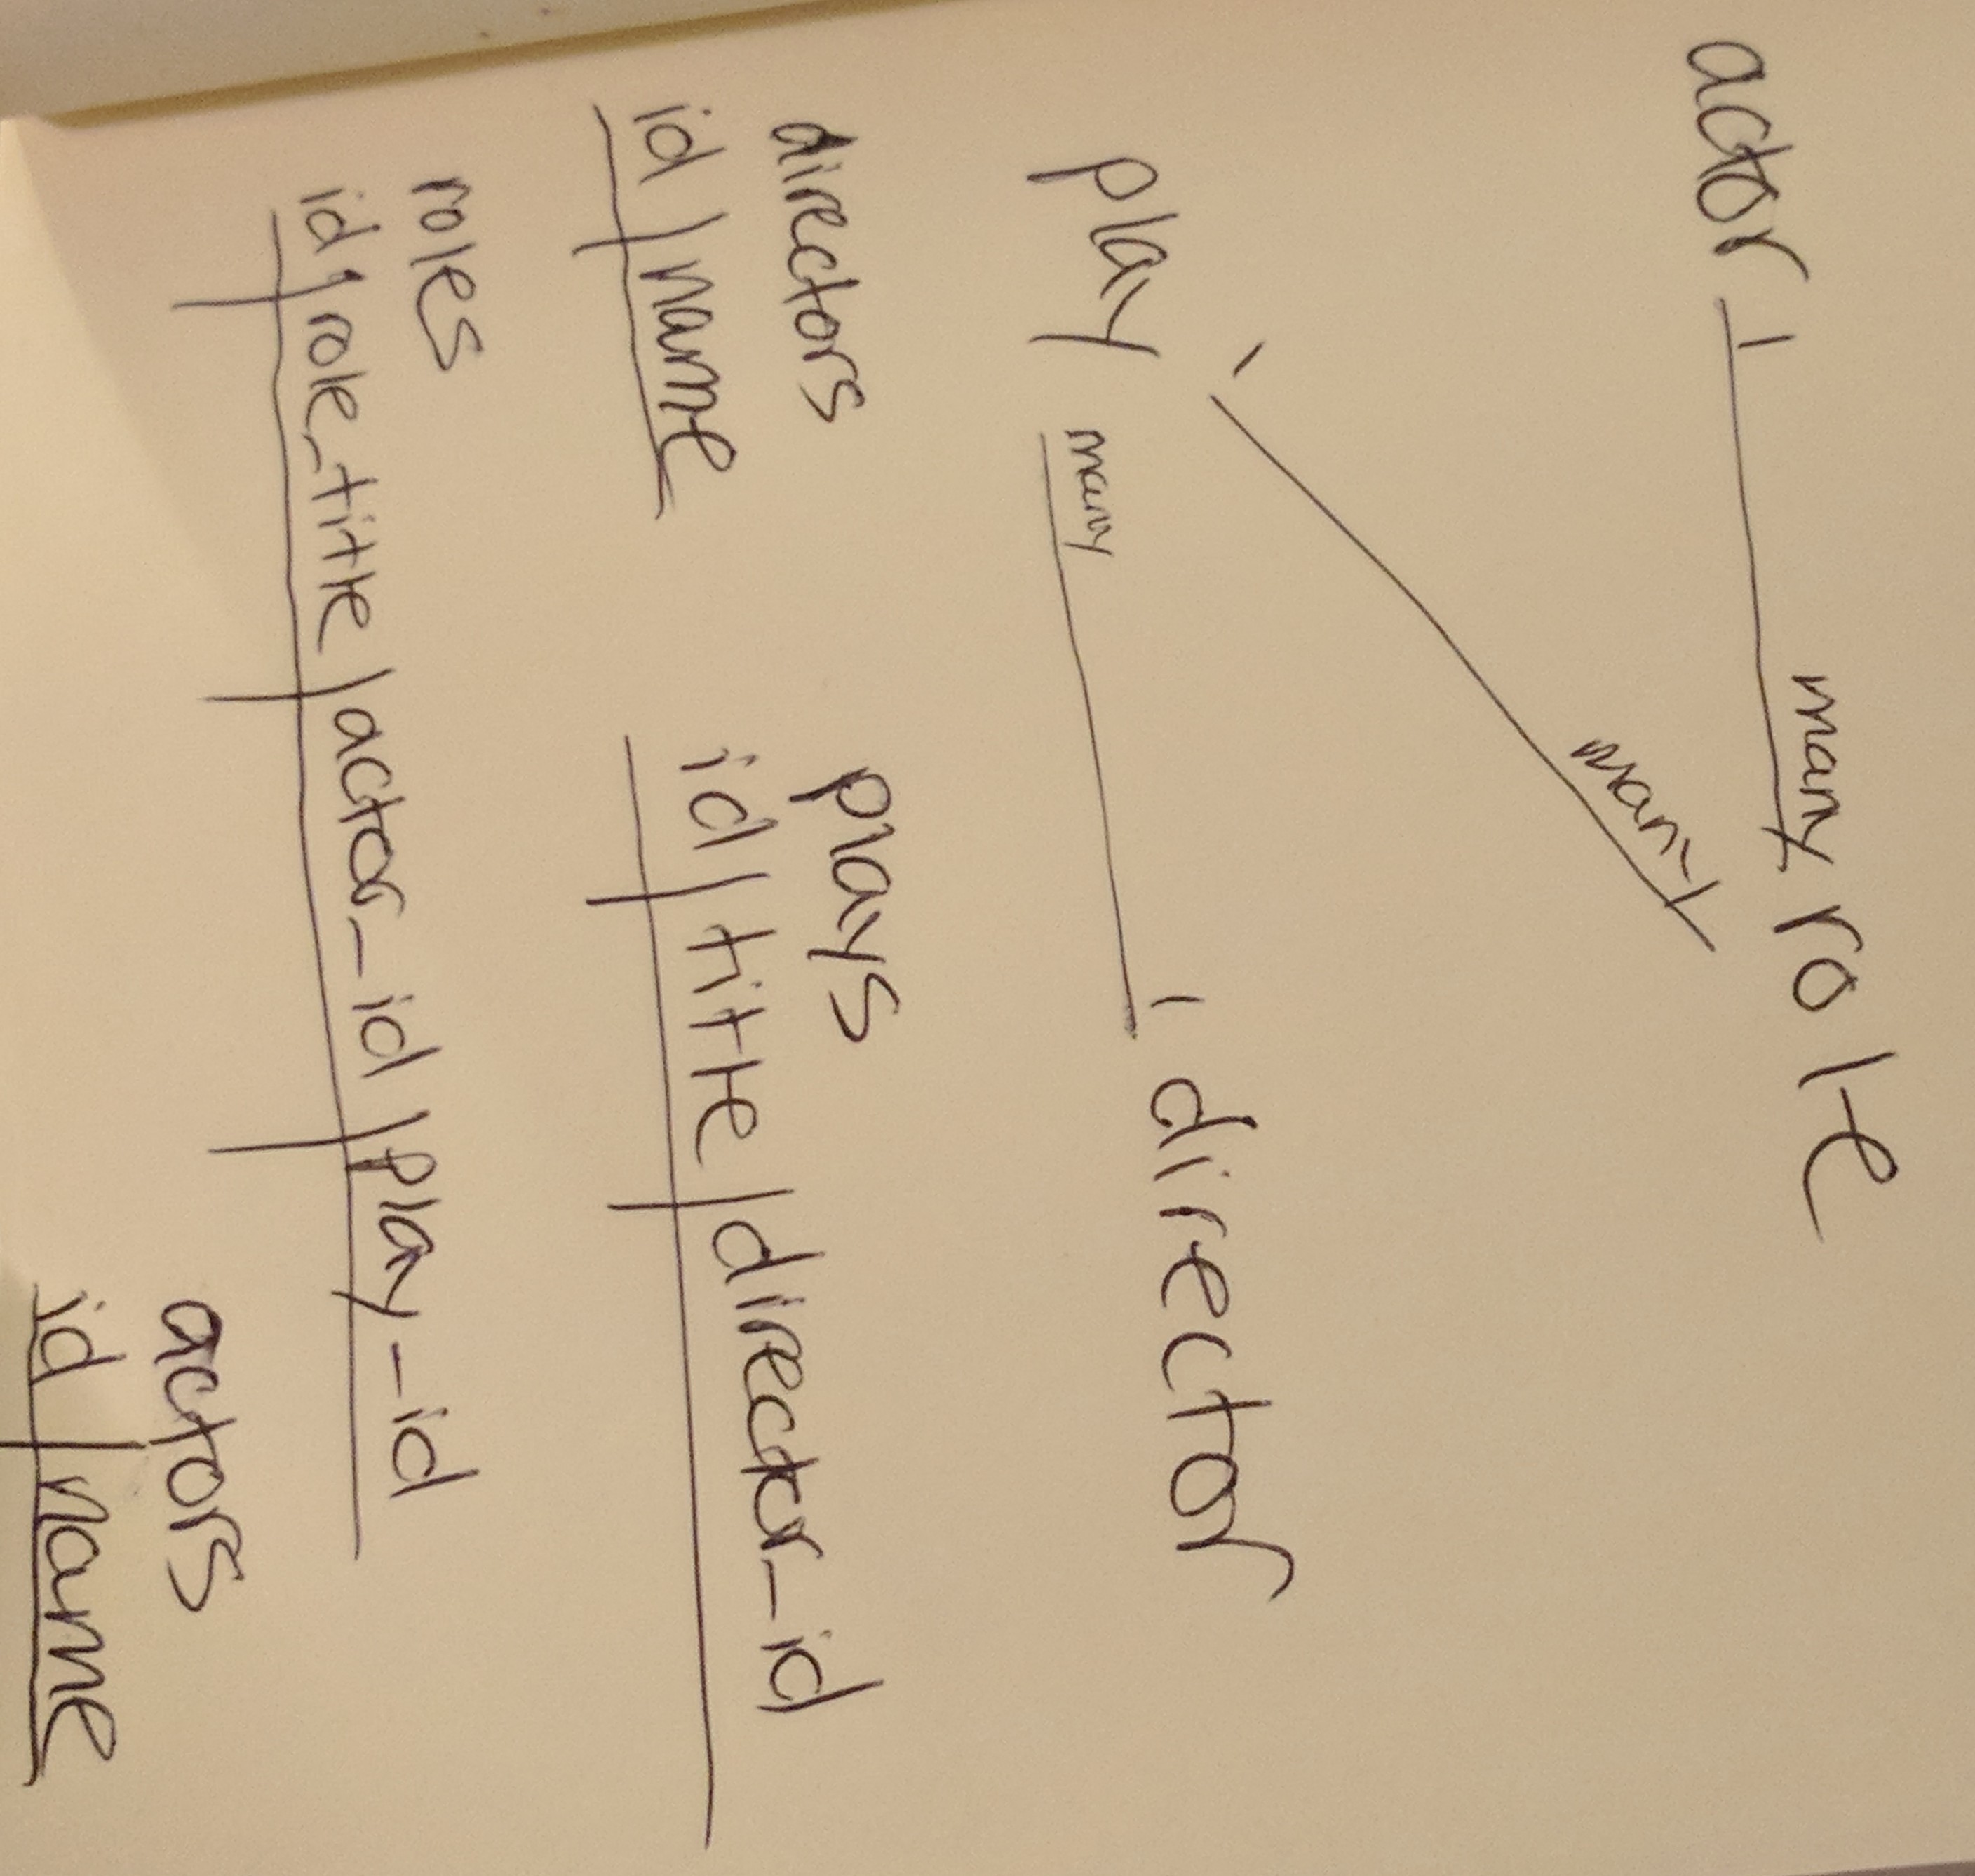 actor 1 many role
1 many
play many 1 director
directors plays
id | name id | title | director_id
roles
id | role_title | actor_id | play_id
actors
id | name